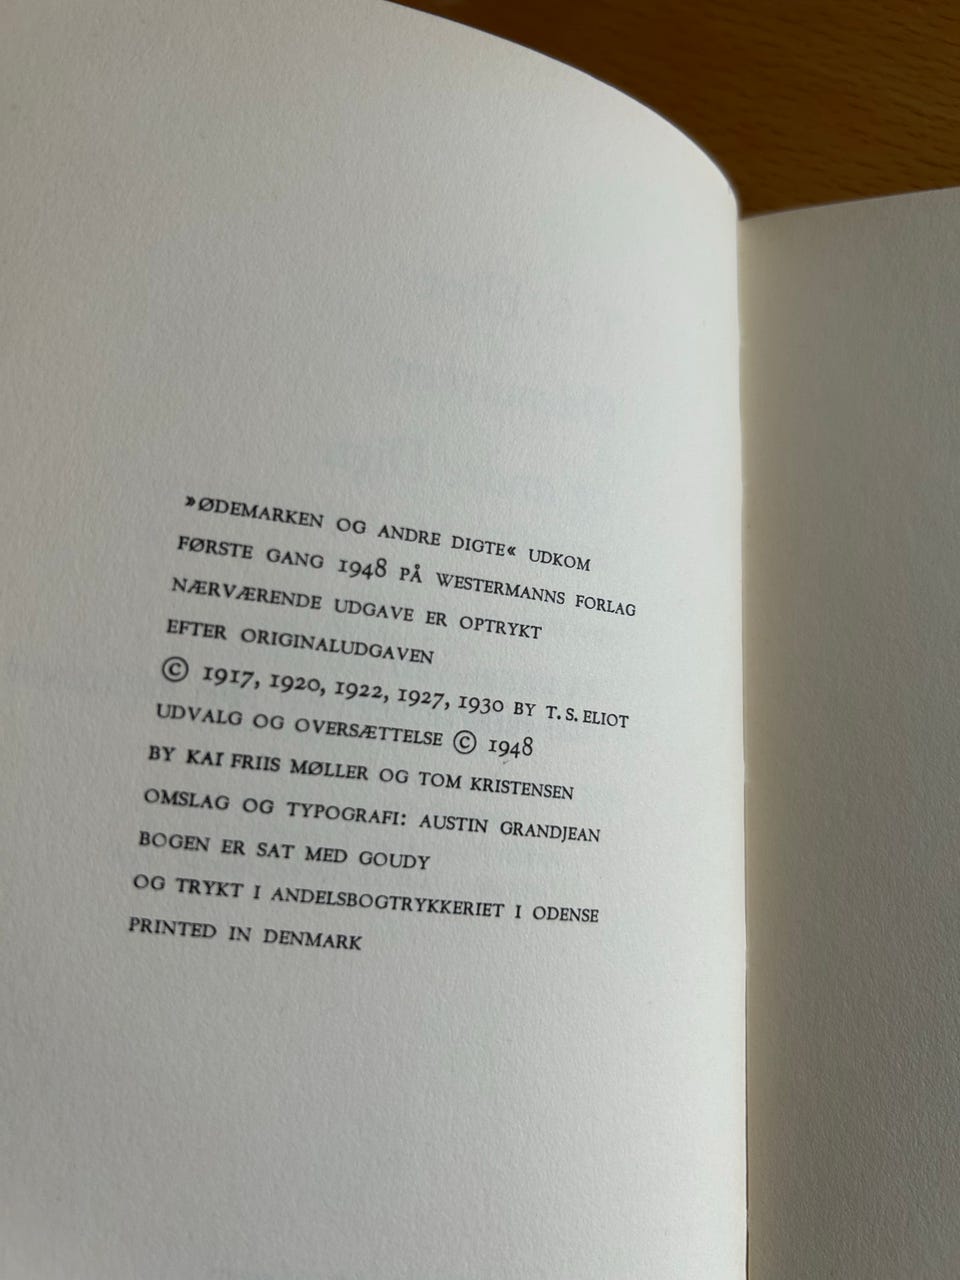 »ØDEMARKEN OG ANDRE DIGTE« UDKOM
FØRSTE GANG 1948 PÅ WESTERMANNS FORLAG
NÆRVÆRENDE UDGAVE ER OPTRYKT
EFTER ORIGINALUDGAVEN
© 1917, 1920, 1922, 1927, 1930 BY T. S. ELIOT
UDVALG OG OVERSÆTTELSE © 1948
BY KAI FRIIS MØLLER OG TOM KRISTENSEN
OMSLAG OG TYPOGRAFI: AUSTIN GRANDJEAN
BOGEN ER SAT MED GOUDY
OG TRYKT I ANDELSBOGTRYKKERIET I ODENSE
PRINTED IN DENMARK